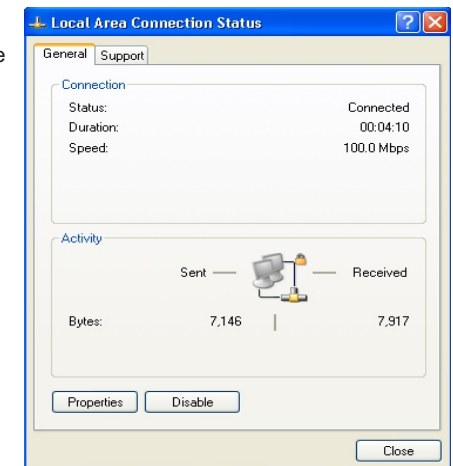 Local Area Connection Status
e
General Support
Connection
Status: Connected
Duration: 00:04:10
Speed: 100.0 Mbps
Activity
Sent Received
Bytes: 7,146 7,917
Properties Disable
Close